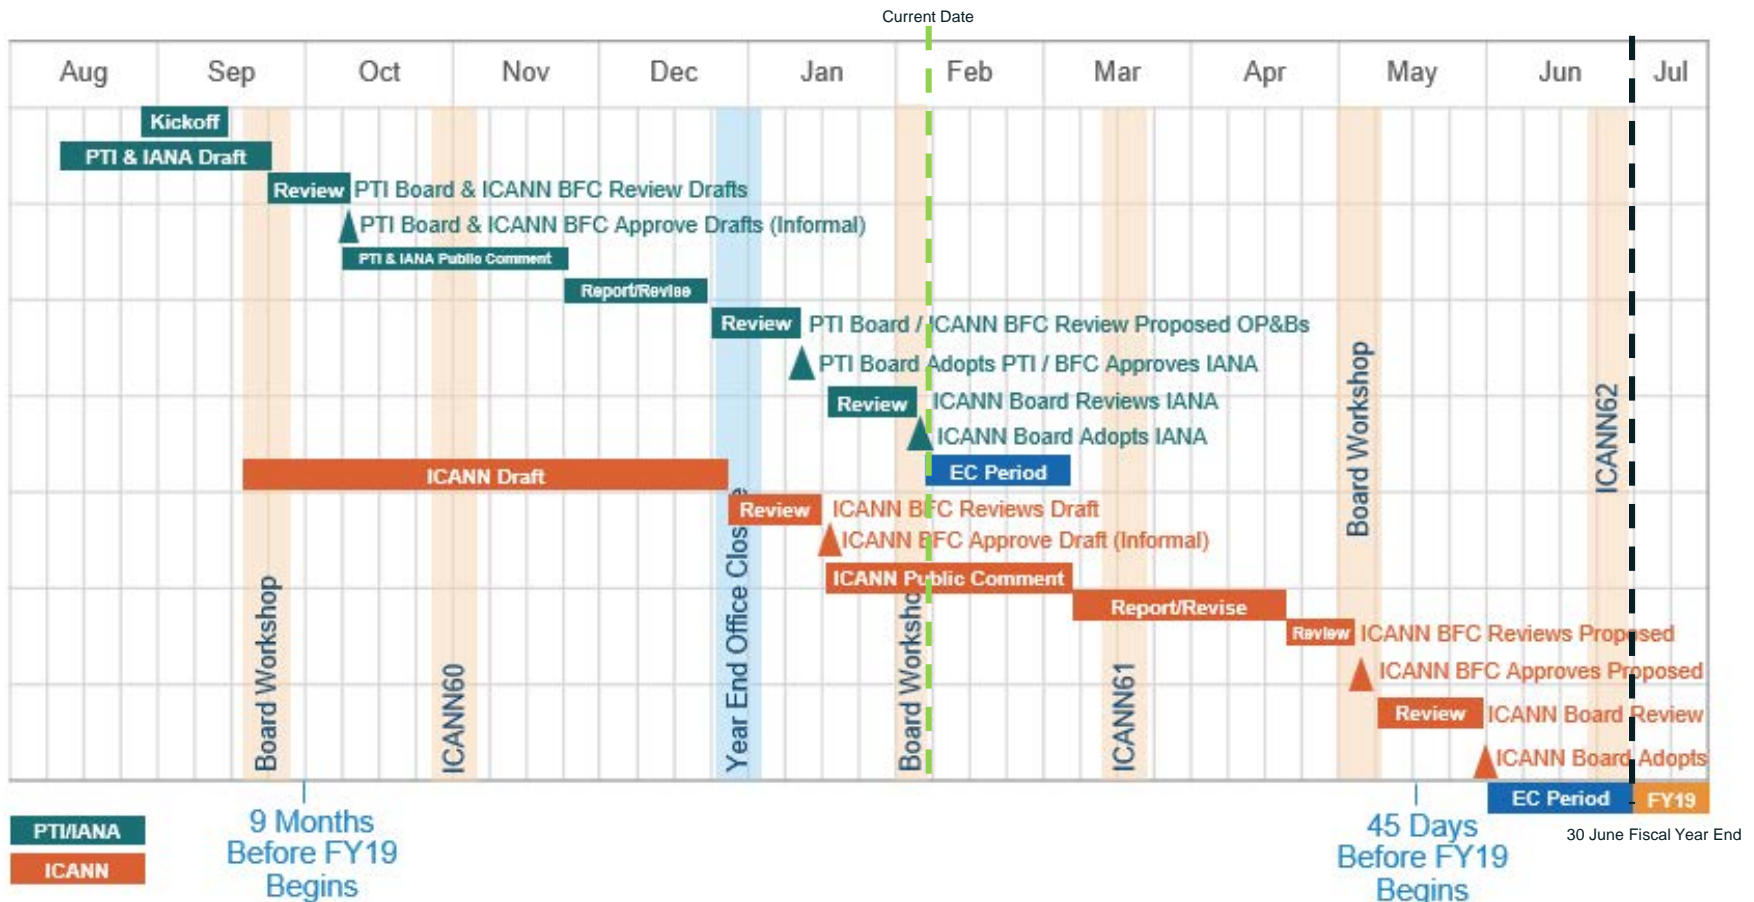 Current Date
Aug Sep Oct Nov Dec Jan Feb Mar Apr May Jun Jul
Kickoff
PTI & IANA Draft
Review PTI Board & ICANN BFC Review Drafts
PTI Board & ICANN BFC Approve Drafts (Informal)
PTI & IANA Public Comment
Report/Revise
Review PTI Board / ICANN BFC Review Proposed OP&Bs
PTI Board Adopts PTI / BFC Approves IANA
Review ICANN Board Reviews IANA
ICANN Board Adopts IANA
EC Period
ICANN Draft
Review ICANN BFC Reviews Draft
ICANN BFC Approve Draft (Informal)
ICANN Public Comment
Report/Revise
Review ICANN BFC Reviews Proposed
ICANN BFC Approves Proposed
Review ICANN Board Review
ICANN Board Adopts
EC Period FY19
Board Workshop
ICANN60
Year End Office Close
Board Workshop
ICANN61
Board Workshop
ICANN62
PTI/IANA
ICANN
9 Months
Before FY19
Begins
45 Days
Before FY19
Begins
30 June Fiscal Year End